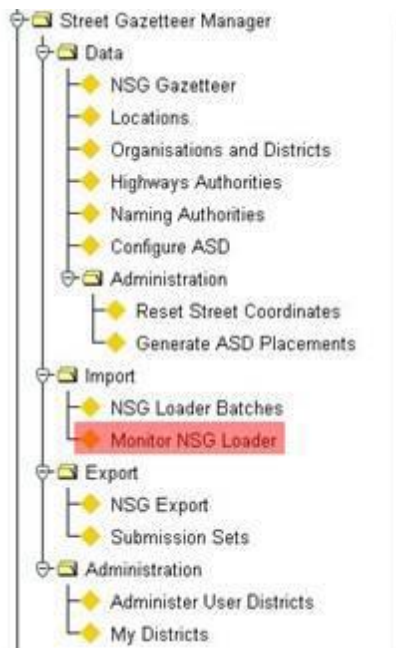 Street Gazetteer Manager
Data
NSG Gazetteer
Locations
Organisations and Districts
Highways Authorities
Naming Authorities
Configure ASD
Administration
Reset Street Coordinates
Generate ASD Placements
Import
NSG Loader Batches
Monitor NSG Loader
Export
NSG Export
Submission Sets
Administration
Administer User Districts
My Districts